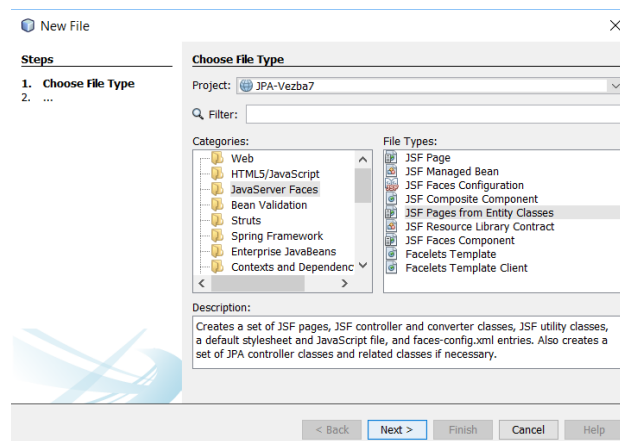 New File
Steps
1. Choose File Type
2. ...
Choose File Type
Project: JPA-Vezba7
Filter:
Categories:
Web
HTML5/JavaScript
JavaServer Faces
Bean Validation
Struts
Spring Framework
Enterprise JavaBeans
Contexts and Dependenc
File Types:
JSF Page
JSF Managed Bean
JSF Faces Configuration
JSF Composite Component
JSF Pages from Entity Classes
JSF Resource Library Contract
JSF Faces Component
Facelets Template
Facelets Template Client
Description:
Creates a set of JSF pages, JSF controller and converter classes, JSF utility classes,
a default stylesheet and JavaScript file, and faces-config.xml entries. Also creates a
set of JPA controller classes and related classes if necessary.
< Back Next > Finish Cancel Help